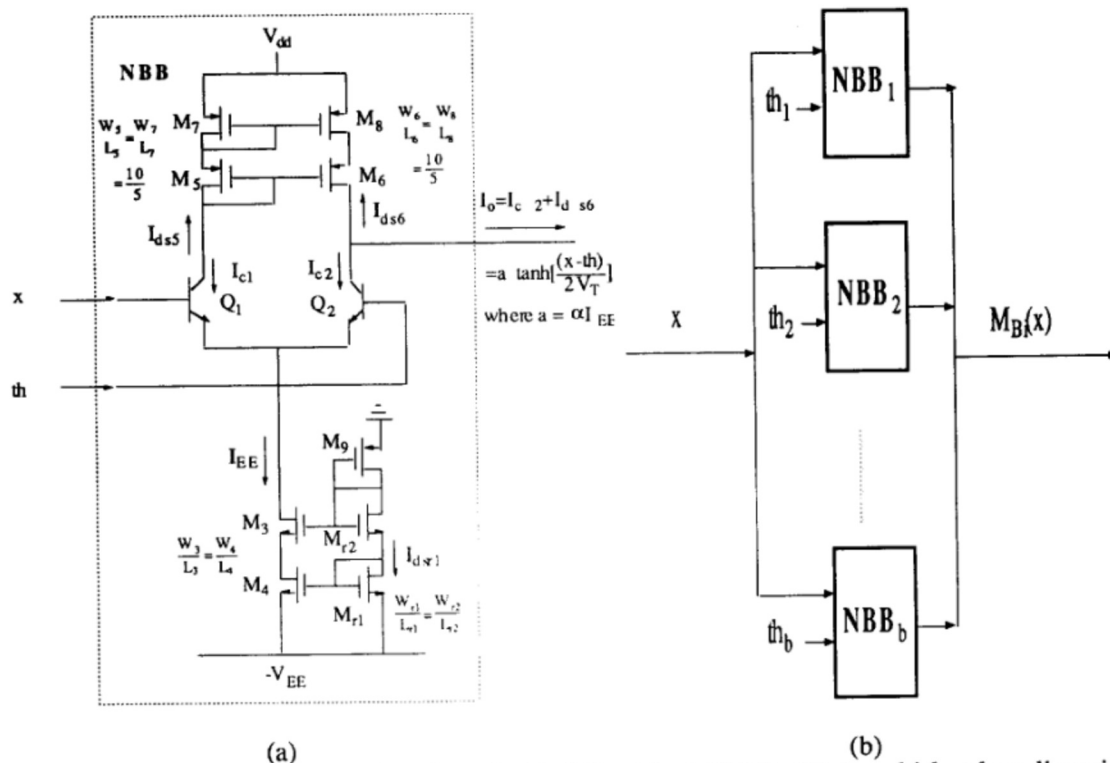 V_dd
NBB
W_5/L_5 = W_7/L_7
= 10/5
M_7
M_8
W_6/L_6 = W_8/L_8
= 10/5
M_5
M_6
I_ds5
I_ds6
I_o=I_c 2+I_d s6
=a tanh[(x-th)/2V_T]
where a = αI_EE
I_c1
I_c2
x
Q_1
Q_2
th
I_EE
M_9
M_3
M_r2
W_3/L_3 = W_4/L_4
I_dsr1
M_4
M_r1
W_r1/L_r1 = W_r2/L_r2
-V_EE
(a)
NBB_1
th_1
NBB_2
th_2
x
M_Bi(x)
NBB_b
th_b
(b)